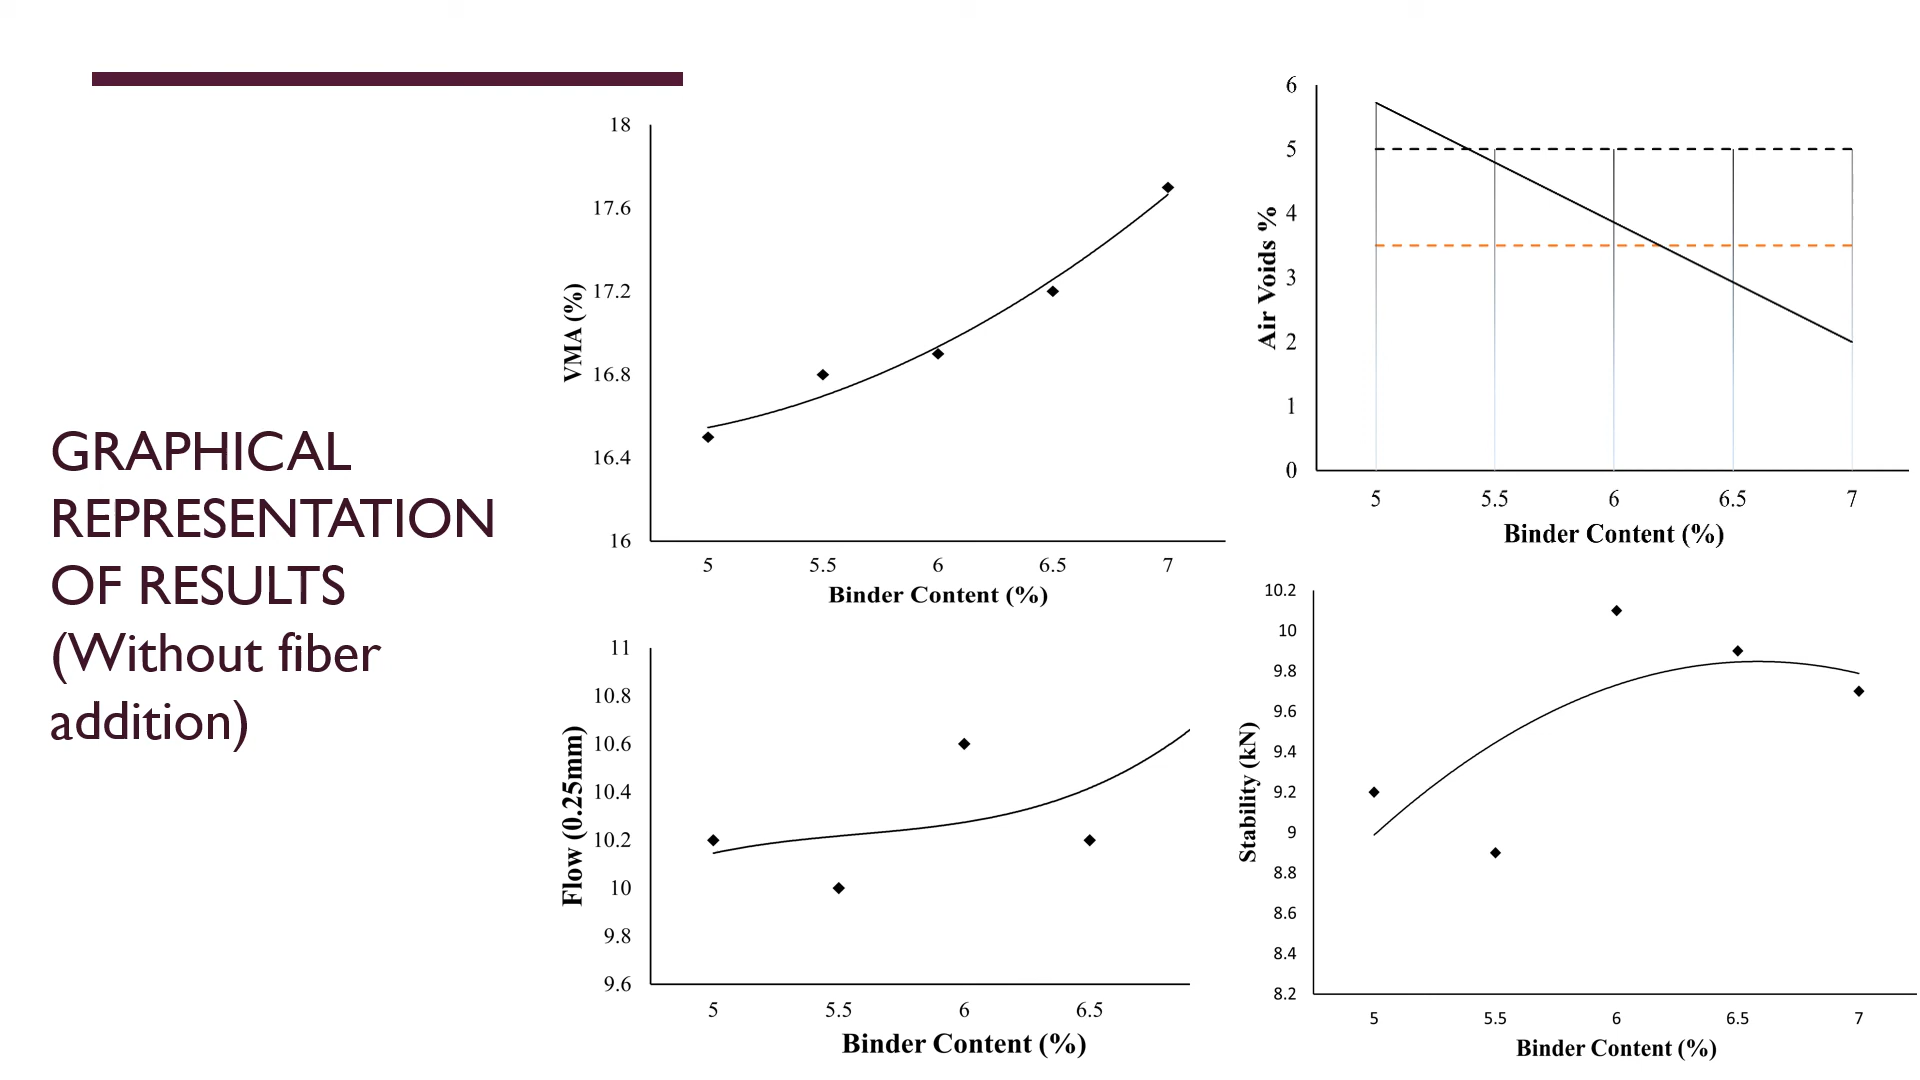 GRAPHICAL
REPRESENTATION
OF RESULTS
(Without fiber
addition)
18
17.6
17.2
16.8
16.4
16
VMA (%)
5 5.5 6 6.5 7
Binder Content (%)
6
5
4
3
2
1
0
Air Voids %
5 5.5 6 6.5 7
Binder Content (%)
11
10.8
10.6
10.4
10.2
10
9.8
9.6
Flow (0.25mm)
5 5.5 6 6.5
Binder Content (%)
10.2
10
9.8
9.6
9.4
9.2
9
8.8
8.6
8.4
8.2
Stability (kN)
5 5.5 6 6.5 7
Binder Content (%)